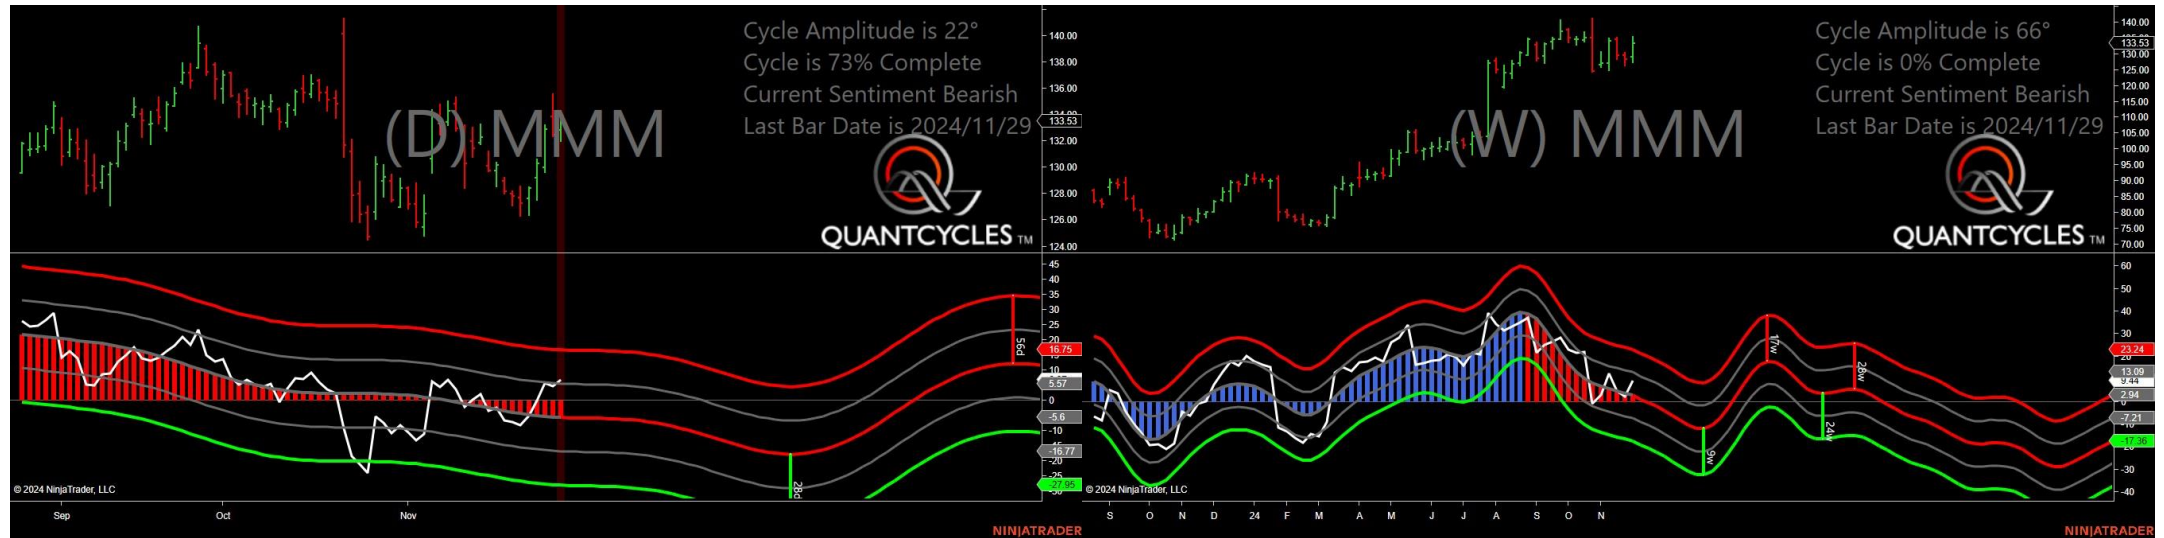 Cycle Amplitude is 22°
Cycle is 73% Complete
Current Sentiment Bearish
Last Bar Date is 2024/11/29
(D) MMM
QUANTCYCLES TM
140.00
138.00
136.00
133.53
132.00
130.00
128.00
126.00
124.00
45
40
35
30
25
16.75
10
5.57
0
-5.6
-10
-16.77
-20
-27.95
56d
28d
© 2024 NinjaTrader, LLC
Sep Oct Nov
NINJATRADER
Cycle Amplitude is 66°
Cycle is 0% Complete
Current Sentiment Bearish
Last Bar Date is 2024/11/29
(W) MMM
QUANTCYCLES TM
140.00
133.53
130.00
125.00
120.00
115.00
110.00
105.00
100.00
95.00
90.00
85.00
80.00
75.00
70.00
60
50
40
30
23.24
13.09
9.44
2.94
-7.21
-17.36
-30
-40
17w
28w
9w
24w
© 2024 NinjaTrader, LLC
S O N D 24 F M A M J J A S O N
NINJATRADER